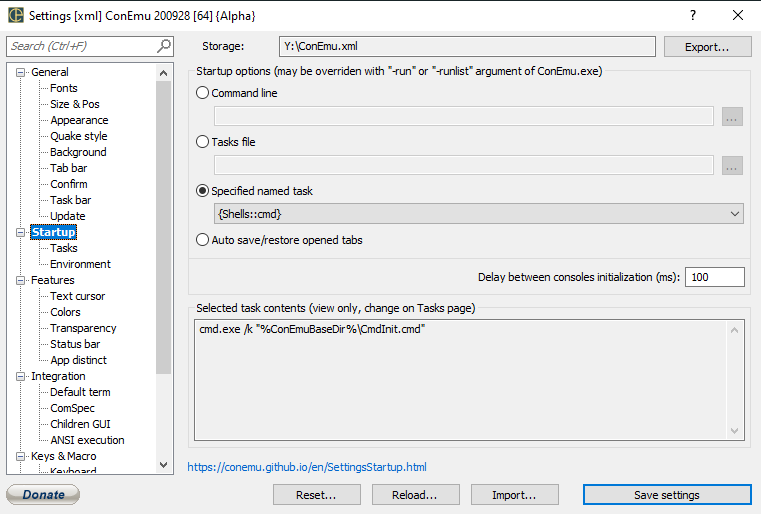 Settings [xml] ConEmu 200928 [64] {Alpha}
?
Search (Ctrl+F)
Storage:
Y:\ConEmu.xml
Export...
General
Fonts
Size & Pos
Appearance
Quake style
Background
Tab bar
Confirm
Task bar
Update
Startup
Tasks
Environment
Features
Text cursor
Colors
Transparency
Status bar
App distinct
Integration
Default term
ComSpec
Children GUI
ANSI execution
Keys & Macro
Keyboard
Startup options (may be overriden with "-run" or "-runlist" argument of ConEmu.exe)
Command line
...
Tasks file
...
Specified named task
{Shells::cmd}
Auto save/restore opened tabs
Delay between consoles initialization (ms):
100
Selected task contents (view only, change on Tasks page)
cmd.exe /k "%ConEmuBaseDir%\CmdInit.cmd"
https://conemu.github.io/en/SettingsStartup.html
Donate
Reset...
Reload...
Import...
Save settings